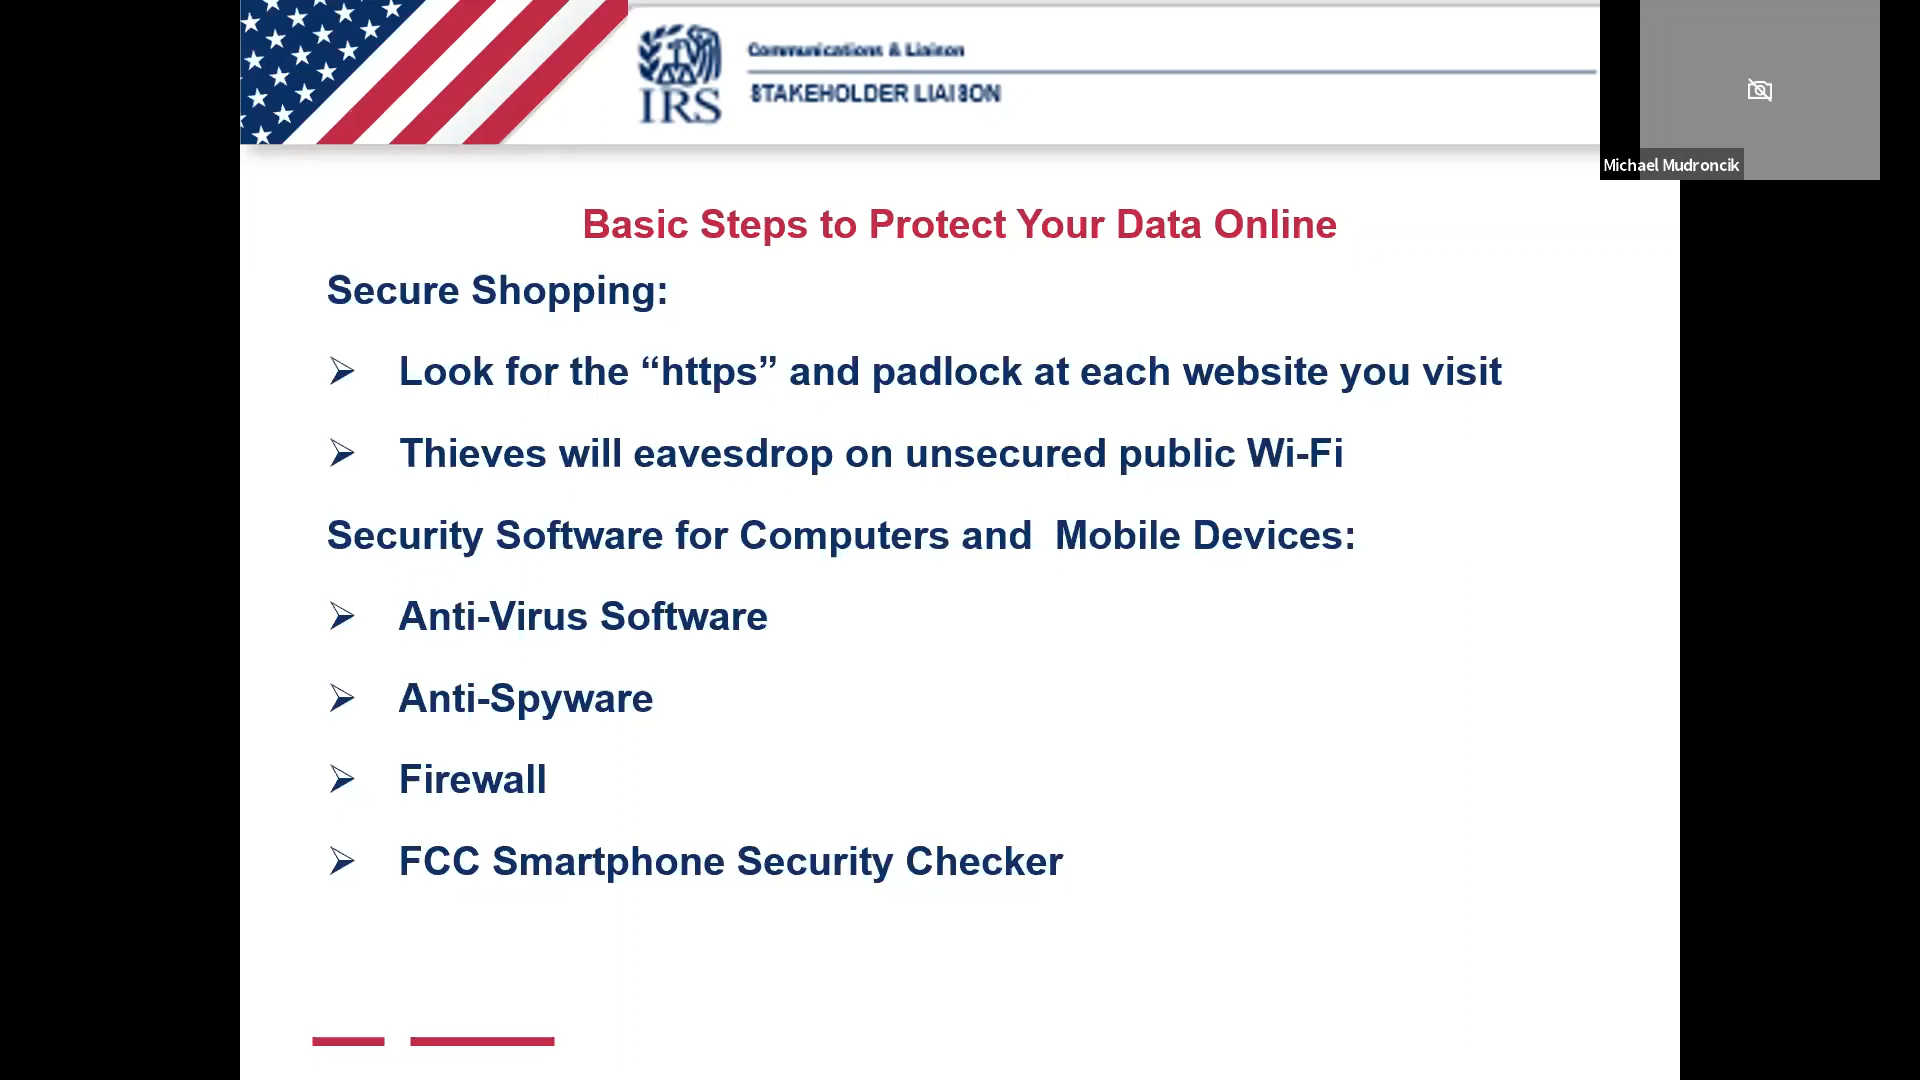 Communications & Liaison
IRS
STAKEHOLDER LIAISON
Michael Mudroncik
Basic Steps to Protect Your Data Online
Secure Shopping:
➢ Look for the “https” and padlock at each website you visit
➢ Thieves will eavesdrop on unsecured public Wi-Fi
Security Software for Computers and  Mobile Devices:
➢ Anti-Virus Software
➢ Anti-Spyware
➢ Firewall
➢ FCC Smartphone Security Checker